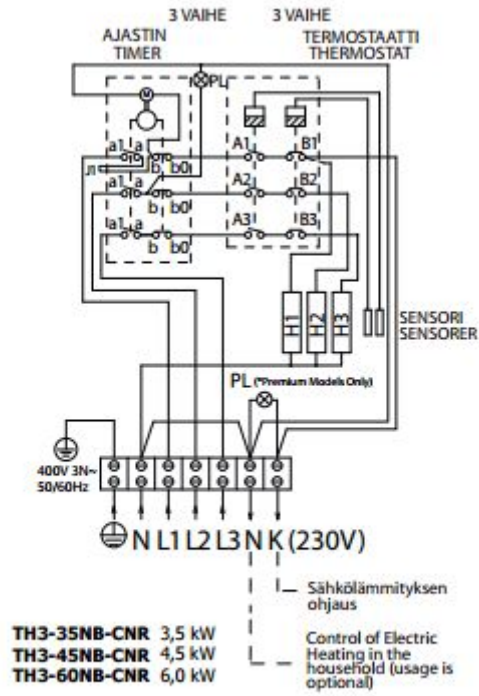 3 VAIHE 3 VAIHE
AJASTIN
TIMER
TERMOSTAATTI
THERMOSTAT
M
PL
a1 a A1 B1
J1 b b0
a1 a A2 B2
b b0
a1 a A3 B3
b b0
H1 H2 H3
SENSORI
SENSORER
PL (*Premium Models Only)
400V 3N~
50/60Hz
N L1 L2 L3 N K (230V)
Sähkölämmityksen
ohjaus
TH3-35NB-CNR 3,5 kW
TH3-45NB-CNR 4,5 kW
TH3-60NB-CNR 6,0 kW
Control of Electric
Heating in the
household (usage is
optional)